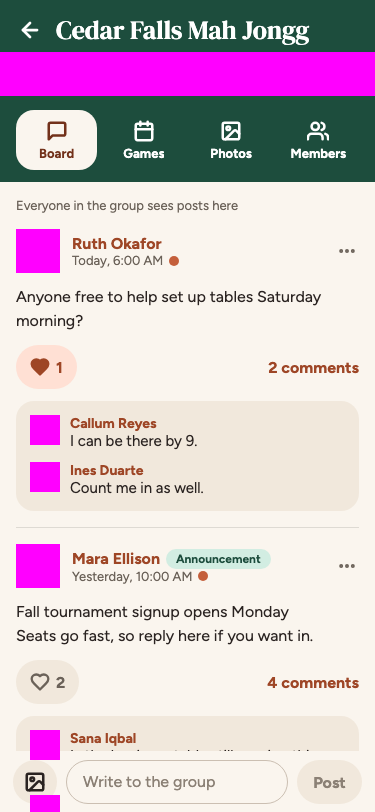 Cedar Falls Mah Jongg
Board Games Photos Members
Everyone in the group sees posts here
Ruth Okafor
Today, 6:00 AM
Anyone free to help set up tables Saturday
morning?
1 2 comments
Callum Reyes
I can be there by 9.
Ines Duarte
Count me in as well.
Mara Ellison Announcement
Yesterday, 10:00 AM
Fall tournament signup opens Monday
Seats go fast, so reply here if you want in.
2 4 comments
Sana Iqbal
Write to the group Post